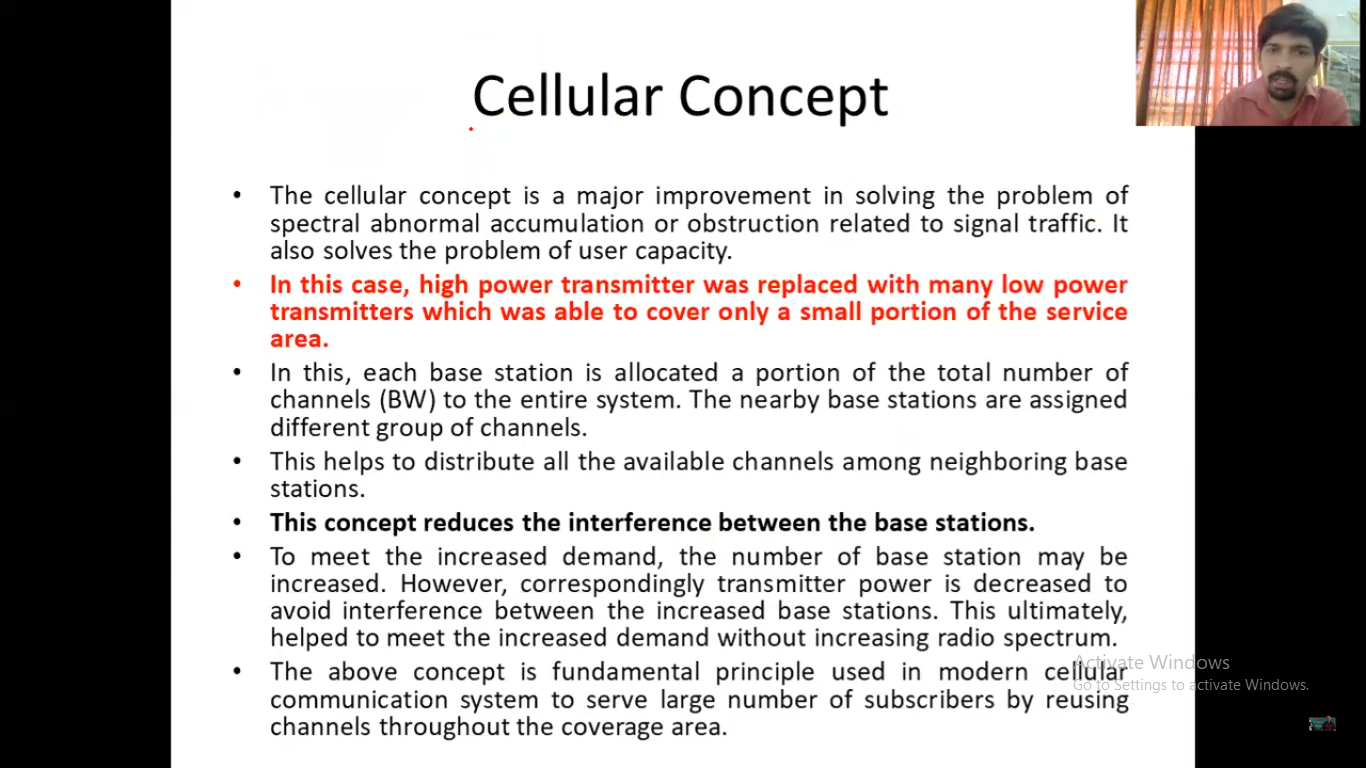 Cellular Concept
• The cellular concept is a major improvement in solving the problem of
spectral abnormal accumulation or obstruction related to signal traffic. It
also solves the problem of user capacity.
• In this case, high power transmitter was replaced with many low power
transmitters which was able to cover only a small portion of the service
area.
• In this, each base station is allocated a portion of the total number of
channels (BW) to the entire system. The nearby base stations are assigned
different group of channels.
• This helps to distribute all the available channels among neighboring base
stations.
• This concept reduces the interference between the base stations.
• To meet the increased demand, the number of base station may be
increased. However, correspondingly transmitter power is decreased to
avoid interference between the increased base stations. This ultimately,
helped to meet the increased demand without increasing radio spectrum.
• The above concept is fundamental principle used in modern cellular
communication system to serve large number of subscribers by reusing
channels throughout the coverage area.
Activate Windows
Go to Settings to activate Windows.